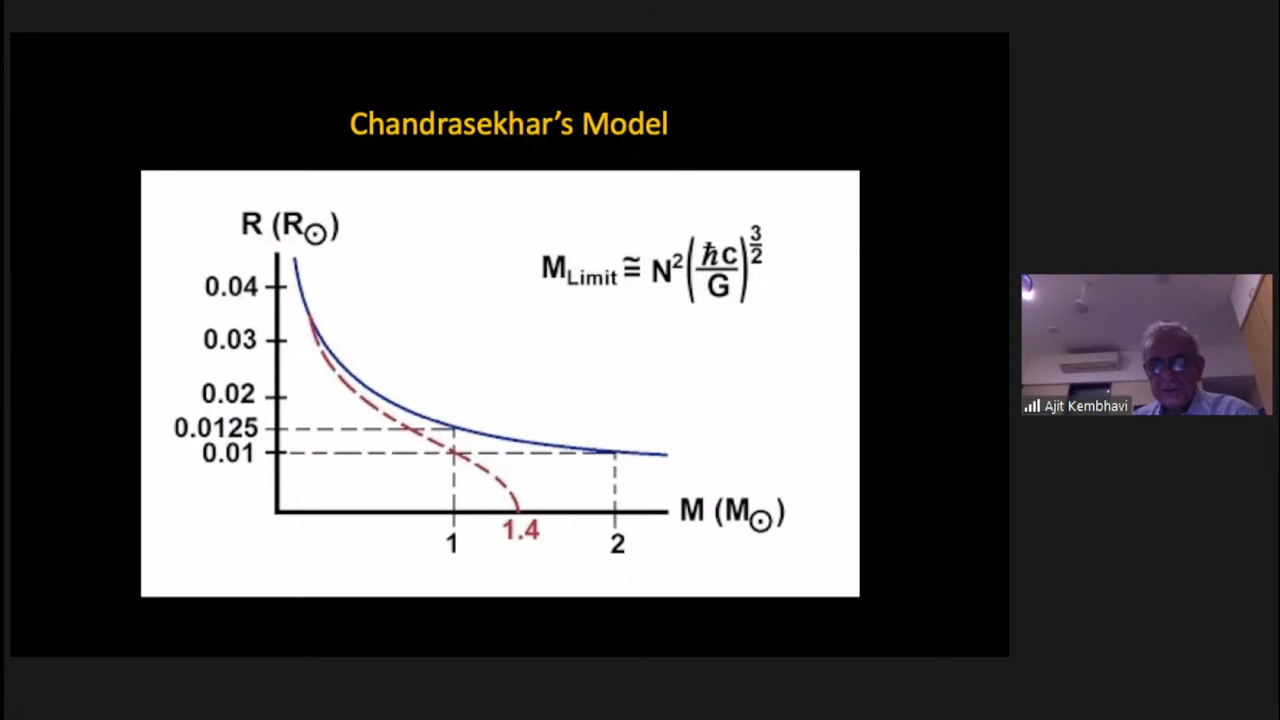 Chandrasekhar’s Model
R (R☉)
M_Limit ≅ N²(ħc/G)^3/2
0.04
0.03
0.02
0.0125
0.01
M (M☉)
1
1.4
2
Ajit Kembhavi